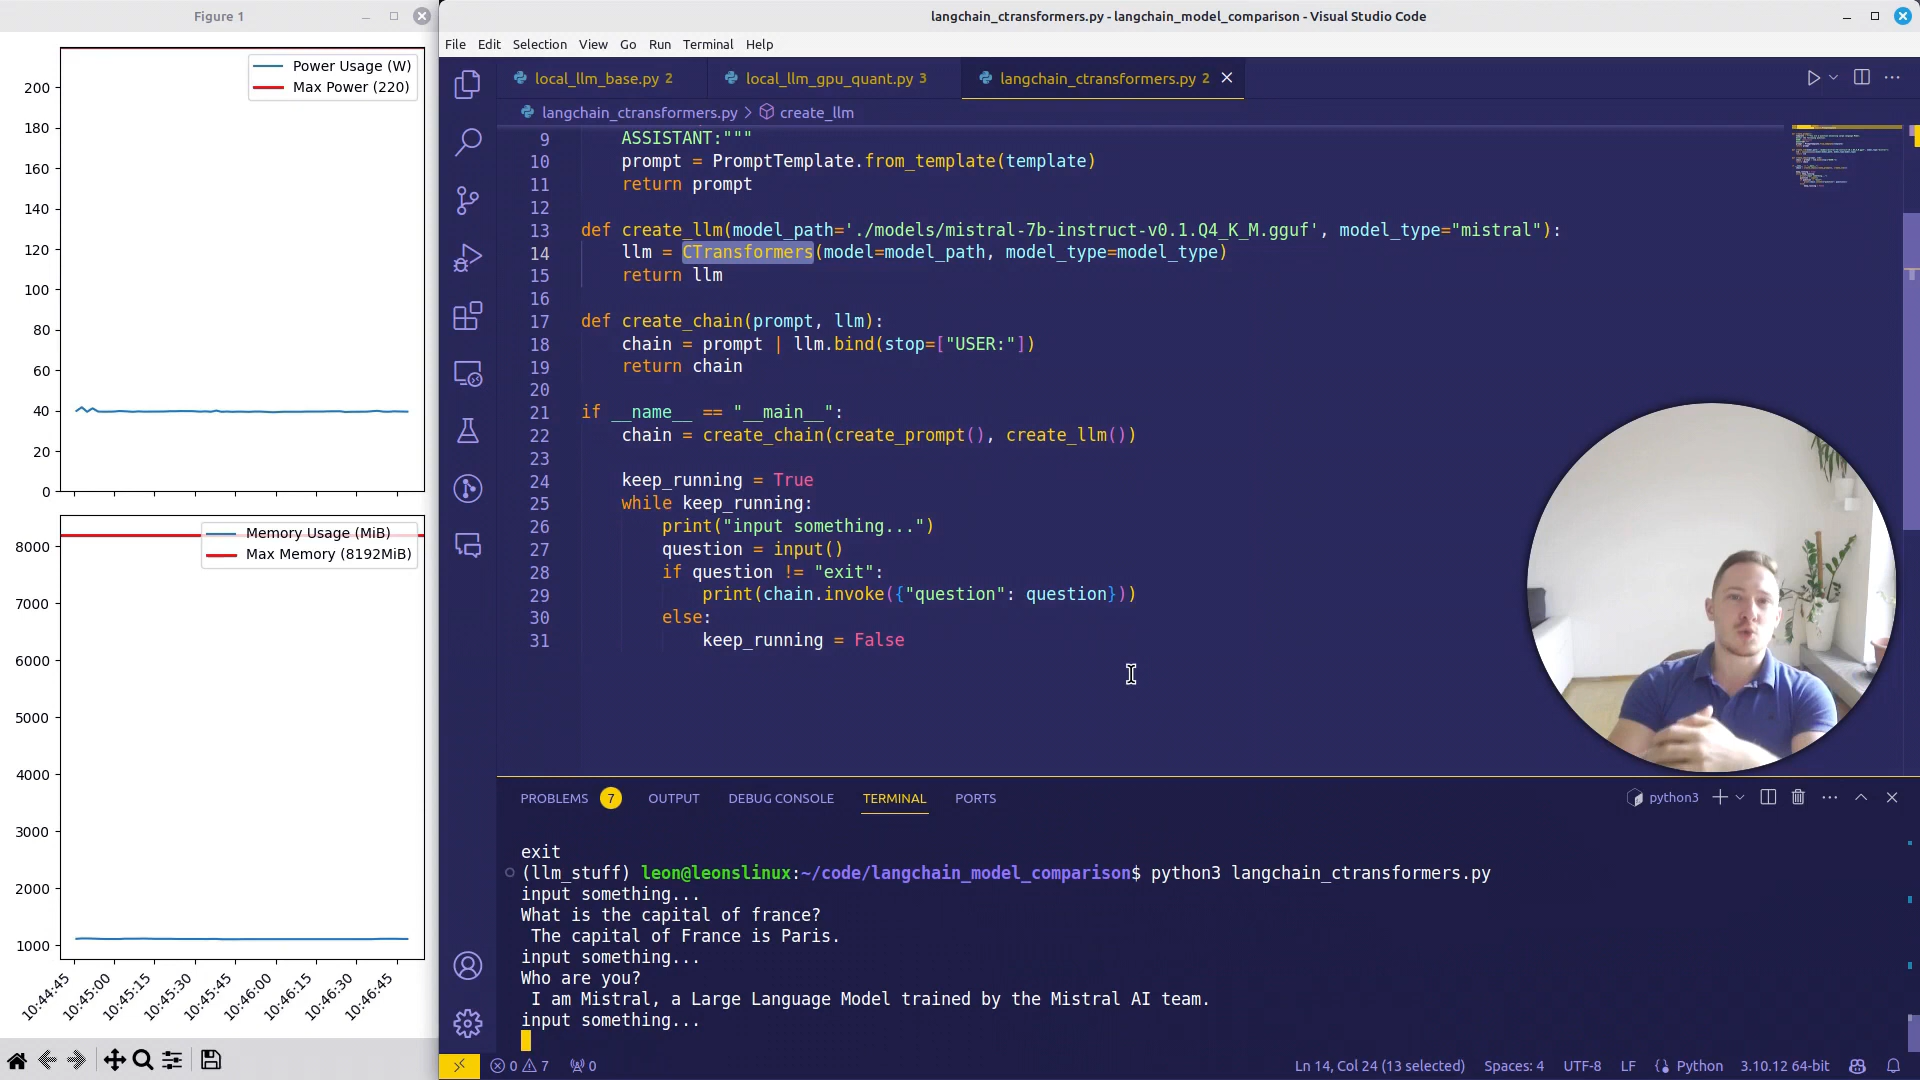 Figure 1
Power Usage (W)
Max Power (220)
200
180
160
140
120
100
80
60
40
20
0
Memory Usage (MiB)
Max Memory (8192MiB)
8000
7000
6000
5000
4000
3000
2000
1000
10:44:45
10:45:00
10:45:15
10:45:30
10:45:45
10:46:00
10:46:15
10:46:30
10:46:45
langchain_ctransformers.py - langchain_model_comparison - Visual Studio Code
File Edit Selection View Go Run Terminal Help
local_llm_base.py 2 local_llm_gpu_quant.py 3 langchain_ctransformers.py 2
langchain_ctransformers.py > create_llm
9 ASSISTANT:"""
10 prompt = PromptTemplate.from_template(template)
11 return prompt
12
13 def create_llm(model_path='./models/mistral-7b-instruct-v0.1.Q4_K_M.gguf', model_type="mistral"):
14 llm = CTransformers(model=model_path, model_type=model_type)
15 return llm
16
17 def create_chain(prompt, llm):
18 chain = prompt | llm.bind(stop=["USER:"])
19 return chain
20
21 if __name__ == "__main__":
22 chain = create_chain(create_prompt(), create_llm())
23
24 keep_running = True
25 while keep_running:
26 print("input something...")
27 question = input()
28 if question != "exit":
29 print(chain.invoke({"question": question}))
30 else:
31 keep_running = False
PROBLEMS 7 OUTPUT DEBUG CONSOLE TERMINAL PORTS python3
exit
(llm_stuff) leon@leonslinux:~/code/langchain_model_comparison$ python3 langchain_ctransformers.py
input something...
What is the capital of france?
The capital of France is Paris.
input something...
Who are you?
I am Mistral, a Large Language Model trained by the Mistral AI team.
input something...
0 7 0 Ln 14, Col 24 (13 selected) Spaces: 4 UTF-8 LF Python 3.10.12 64-bit